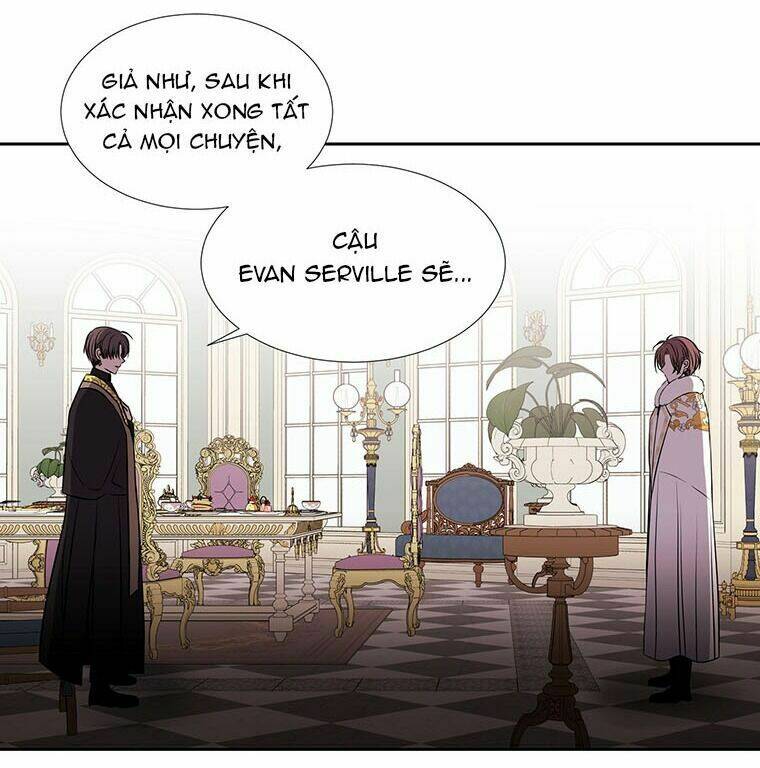 GIẢ NHƯ, SAU KHI
XÁC NHẬN XONG TẤT
CẢ MỌI CHUYỆN,
CẬU
EVAN SERVILLE SẼ...